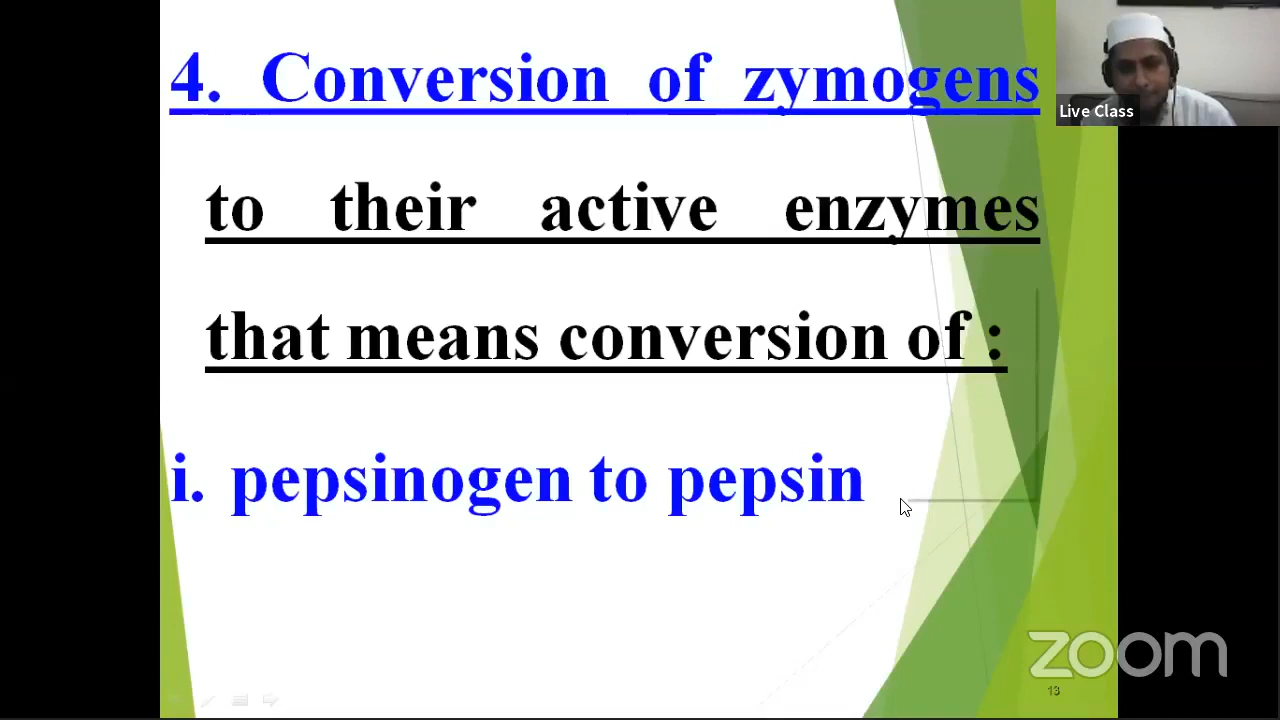 4. Conversion of zymogens
to their active enzymes
that means conversion of :
i. pepsinogen to pepsin
Live Class
zoom
13